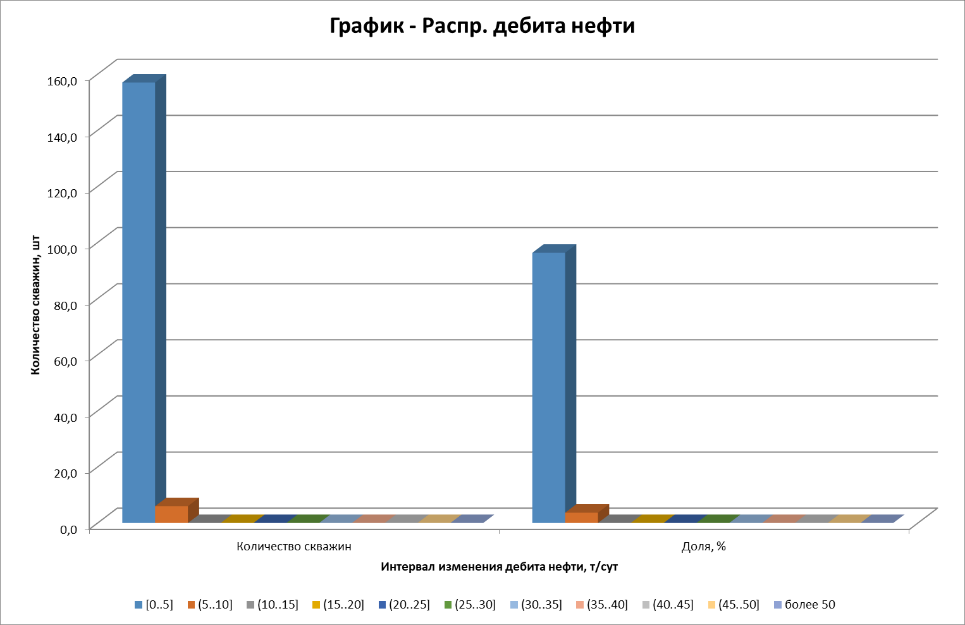 График - Распр. дебита нефти
160,0
140,0
120,0
100,0
80,0
60,0
40,0
20,0
0,0
Количество скважин, шт
Количество скважин
Доля, %
Интервал изменения дебита нефти, т/сут
[0..5] (5..10] (10..15] (15..20] (20..25] (25..30] (30..35] (35..40] (40..45] (45..50] более 50